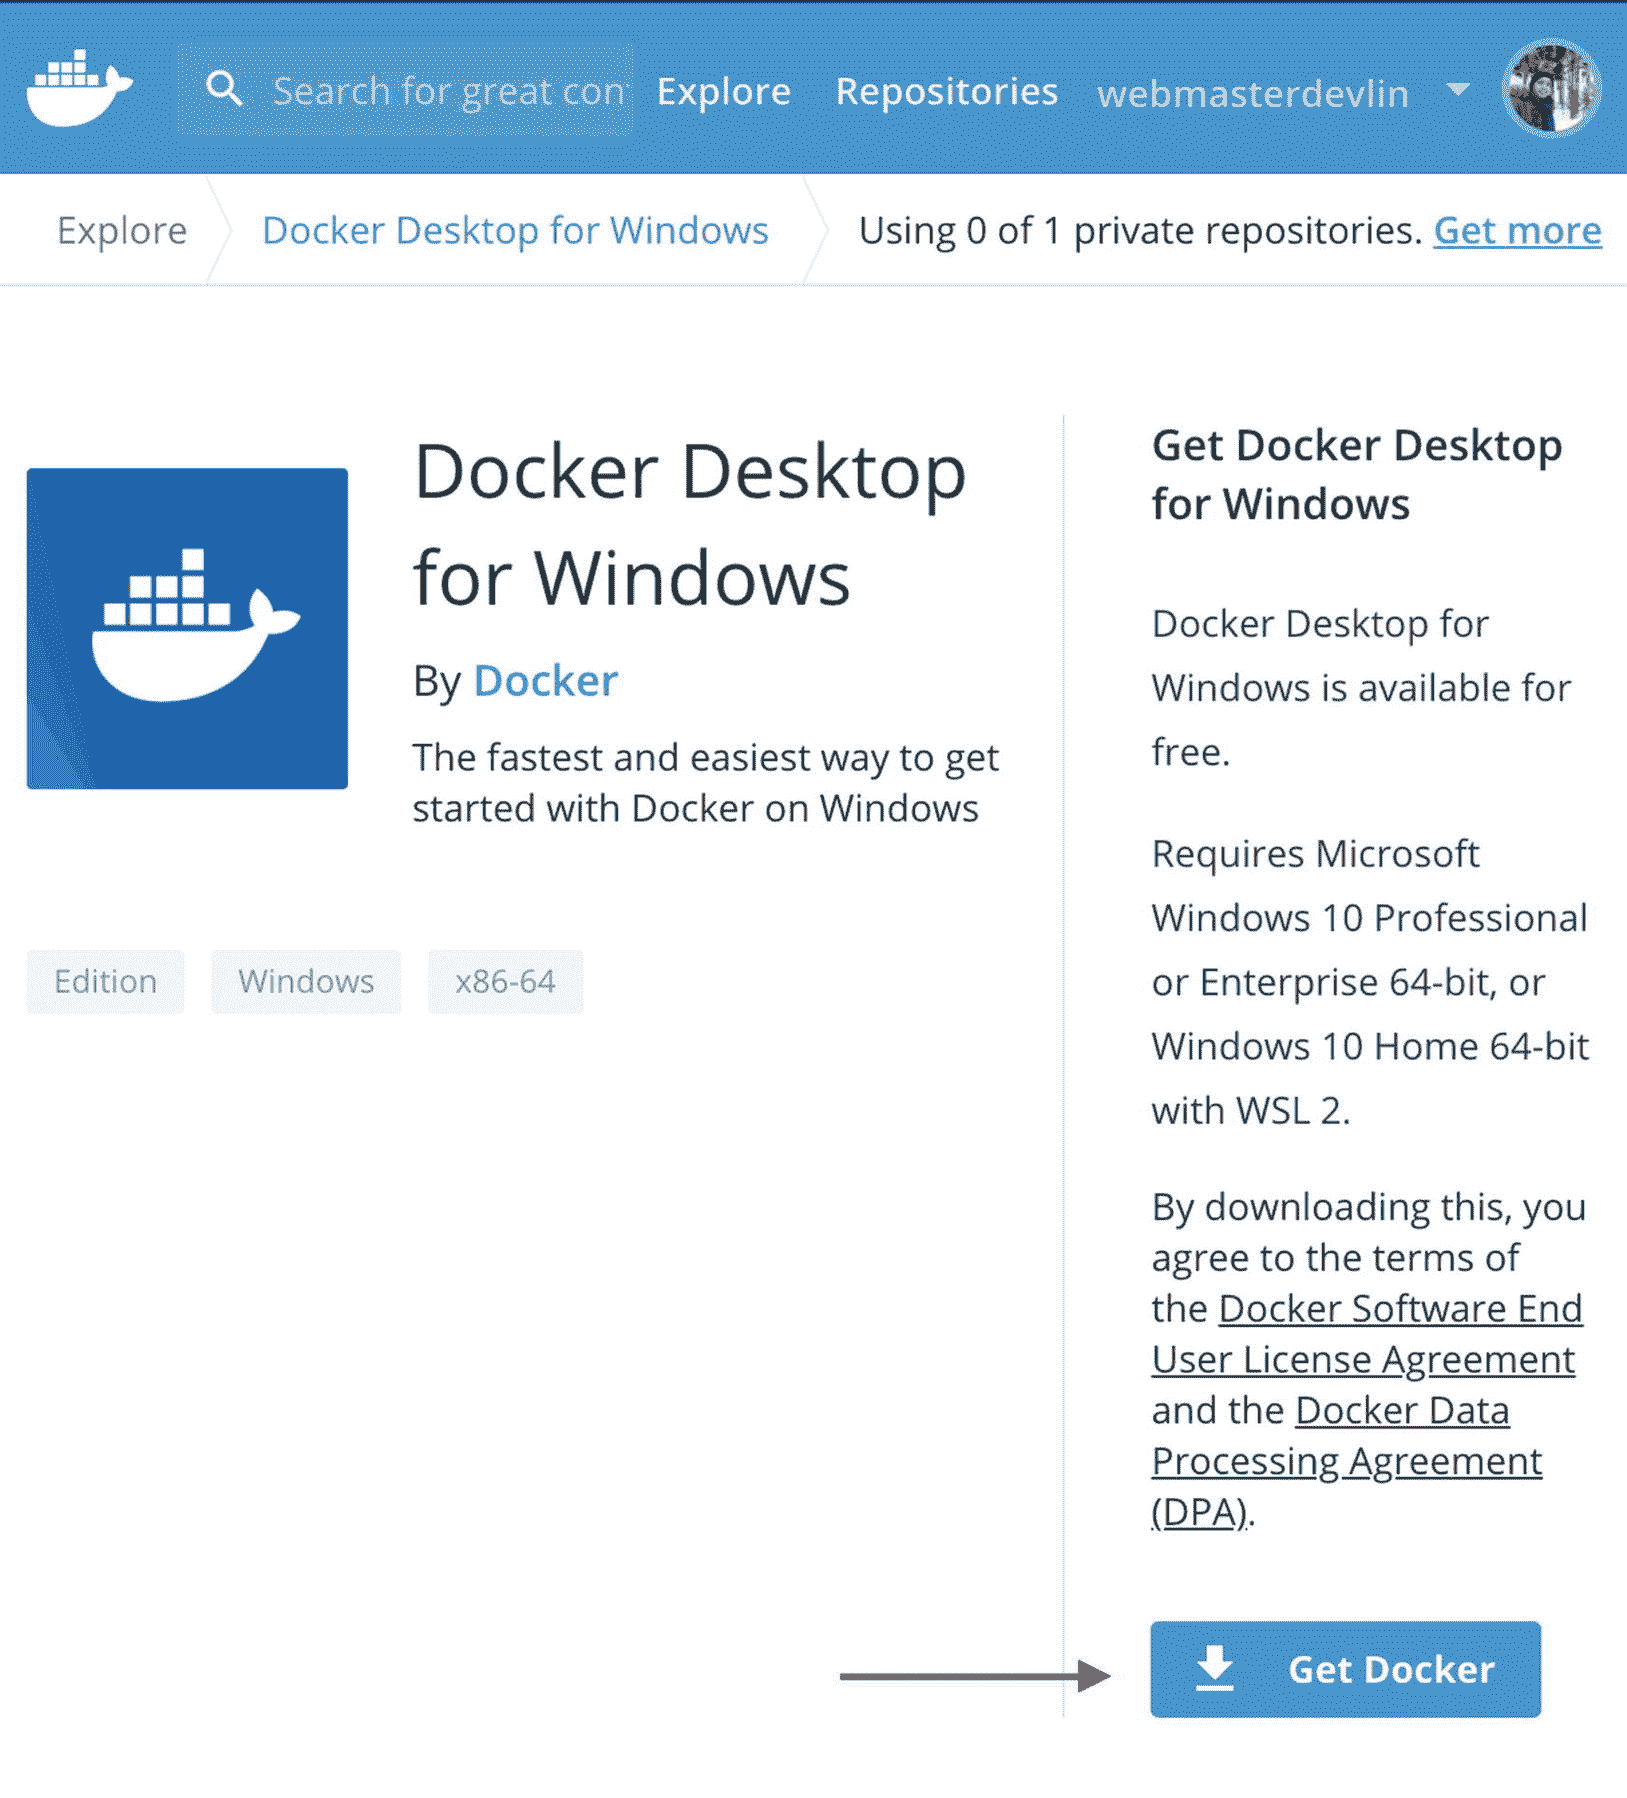 Search for great con Explore Repositories webmasterdevlin
Explore Docker Desktop for Windows Using 0 of 1 private repositories. Get more
Docker Desktop
for Windows
By Docker
The fastest and easiest way to get
started with Docker on Windows
Edition Windows x86-64
Get Docker Desktop
for Windows
Docker Desktop for
Windows is available for
free.
Requires Microsoft
Windows 10 Professional
or Enterprise 64-bit, or
Windows 10 Home 64-bit
with WSL 2.
By downloading this, you
agree to the terms of
the Docker Software End
User License Agreement
and the Docker Data
Processing Agreement
(DPA).
Get Docker